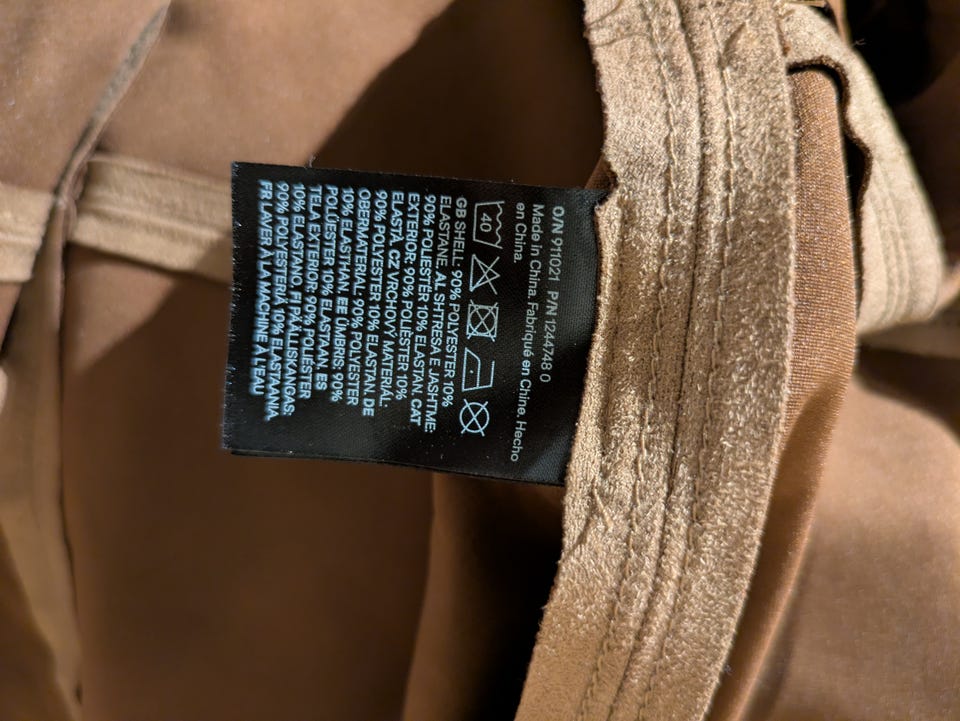 O/N 911021 P/N 1244748 0
Made in China. Fabriqué en Chine. Hecho
en China.
40
GB SHELL: 90% POLYESTER 10%
ELASTANE. AL SHTRESA E JASHTME:
90% POLIESTËR 10% ELASTAN. CAT
EXTERIOR: 90% POLIÈSTER 10%
ELASTÀ. CZ VRCHOVÝ MATERIÁL:
90% POLYESTER 10% ELASTAN. DE
OBERMATERIAL: 90% POLYESTER
10% ELASTHAN. EE ÜMBRIS: 90%
POLÜESTER 10% ELASTAAN. ES
TELA EXTERIOR: 90% POLIÉSTER
10% ELASTANO. FI PÄÄLLISKANGAS:
90% POLYESTERIÄ 10% ELASTAANIA.
FR LAVER À LA MACHINE À L'EAU